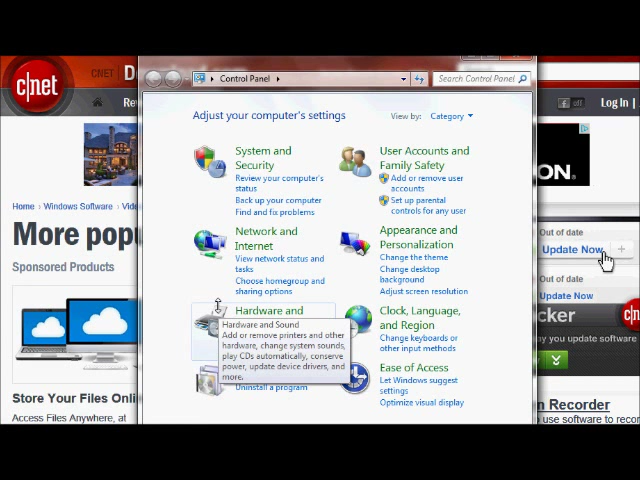 c|net
CNET
D
Control Panel
Search Control Panel
off
Log In |
Rev
Adjust your computer's settings
View by: Category
System and
Security
Review your computer's
status
Back up your computer
Find and fix problems
User Accounts and
Family Safety
Add or remove user
accounts
Set up parental
controls for any user
ON.
Home › Windows Software › Vide
More popu
Sponsored Products
Network and
Internet
View network status and
tasks
Choose homegroup and
sharing options
Appearance and
Personalization
Change the theme
Change desktop
background
Adjust screen resolution
Out of date
Update Now
Out of date
Update Now
Hardware and
Hardware and Sound
Add or remove printers and other
hardware, change system sounds,
play CDs automatically, conserve
power, update device drivers, and
more.
Uninstall a program
Clock, Language,
and Region
Change keyboards or
other input methods
Ease of Access
Let Windows suggest
settings
Optimize visual display
cker
c|n
ay you update software
Store Your Files Onli
Access Files Anywhere, at
n Recorder
to use software to recor